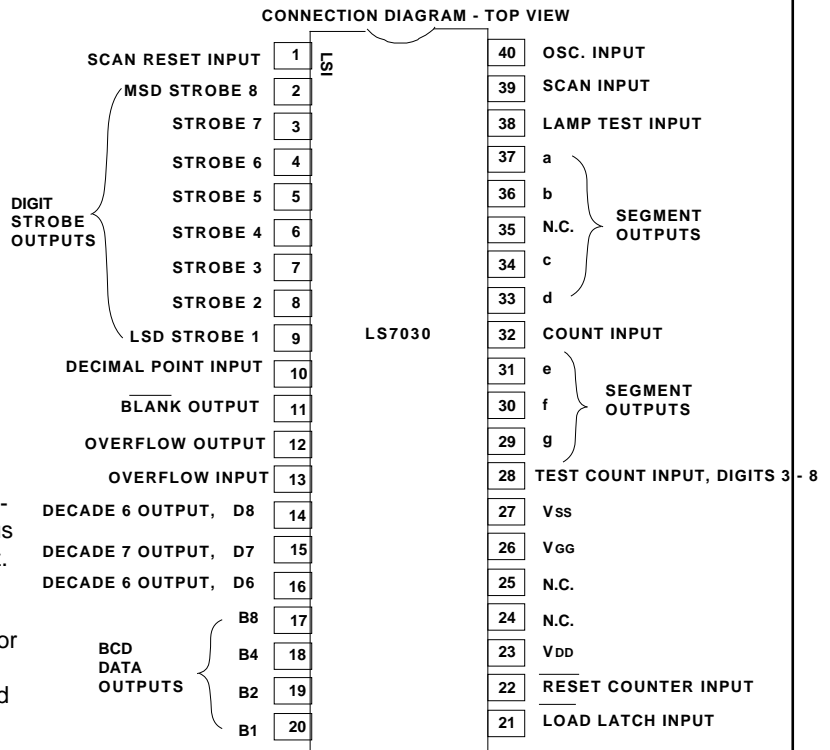 CONNECTION DIAGRAM - TOP VIEW
SCAN RESET INPUT 1 LSI 40 OSC. INPUT
MSD STROBE 8 2 39 SCAN INPUT
STROBE 7 3 38 LAMP TEST INPUT
STROBE 6 4 37 a
STROBE 5 5 36 b
DIGIT
STROBE
OUTPUTS
SEGMENT
OUTPUTS
STROBE 4 6 35 N.C.
STROBE 3 7 34 c
STROBE 2 8 33 d
LSD STROBE 1 9 LS7030 32 COUNT INPUT
DECIMAL POINT INPUT 10 31 e
BLANK OUTPUT 11 30 f
SEGMENT
OUTPUTS
OVERFLOW OUTPUT 12 29 g
OVERFLOW INPUT 13 28 TEST COUNT INPUT, DIGITS 3 - 8
DECADE 6 OUTPUT, D8 14 27 VSS
DECADE 7 OUTPUT, D7 15 26 VGG
DECADE 6 OUTPUT, D6 16 25 N.C.
B8 17 24 N.C.
BCD
DATA
OUTPUTS
B4 18 23 VDD
B2 19 22 RESET COUNTER INPUT
B1 20 21 LOAD LATCH INPUT